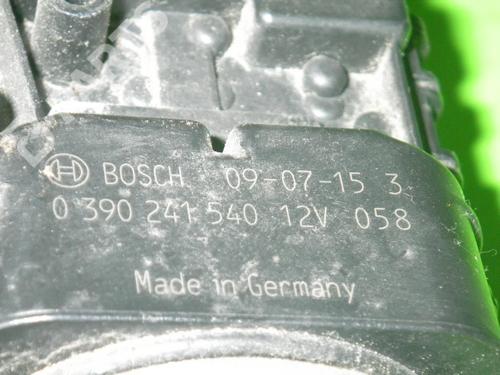 BOSCH 09-07-15 3
0 390 241 540 12V 058
Made in Germany